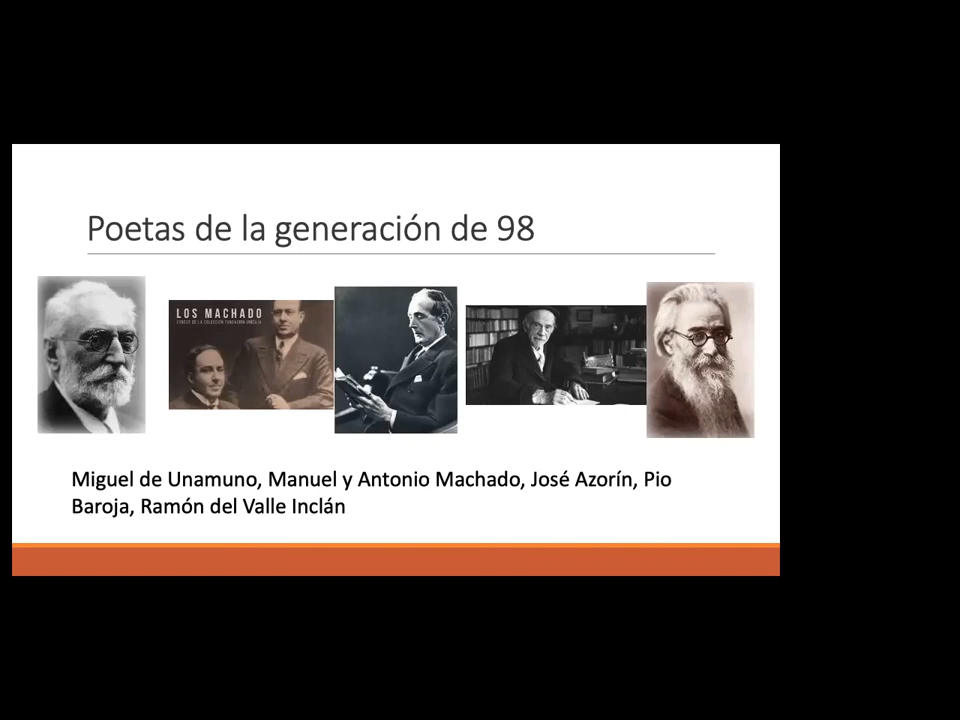 Poetas de la generación de 98
LOS MACHADO
Miguel de Unamuno, Manuel y Antonio Machado, José Azorín, Pio
Baroja, Ramón del Valle Inclán